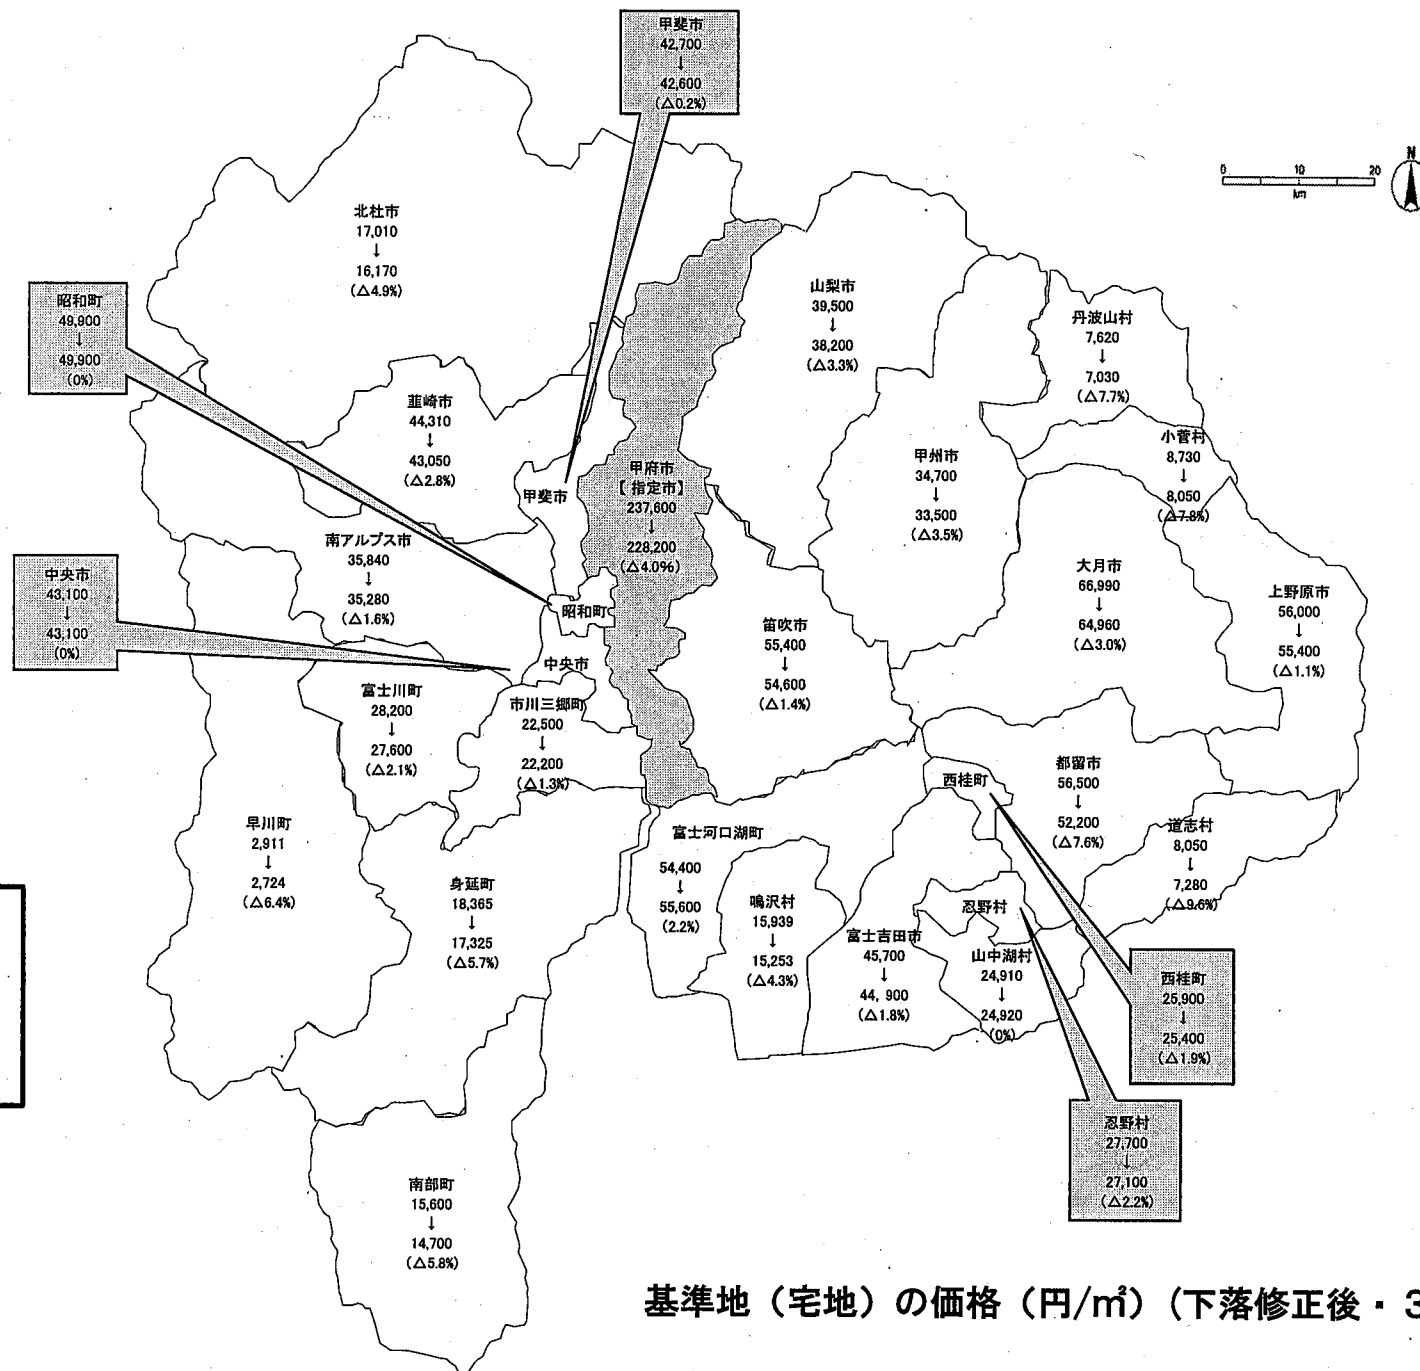 甲斐市
42,700
↓
42,600
(△0.2%)
N
0 10 20
km
北杜市
17,010
↓
16,170
(△4.9%)
昭和町
49,900
↓
49,900
(0%)
山梨市
39,500
↓
38,200
(△3.3%)
丹波山村
7,620
↓
7,030
(△7.7%)
韮崎市
44,310
↓
43,050
(△2.8%)
甲斐市
甲府市
【指定市】
237,600
↓
228,200
(△4.0%)
甲州市
34,700
↓
33,500
(△3.5%)
小菅村
8,730
↓
8,050
(△7.8%)
南アルプス市
35,840
↓
35,280
(△1.6%)
中央市
43,100
↓
43,100
(0%)
昭和町
中央市
笛吹市
55,400
↓
54,600
(△1.4%)
大月市
66,990
↓
64,960
(△3.0%)
上野原市
56,000
↓
55,400
(△1.1%)
富士川町
28,200
↓
27,600
(△2.1%)
市川三郷町
22,500
↓
22,200
(△1.3%)
西桂町
都留市
56,500
↓
52,200
(△7.6%)
早川町
2,911
↓
2,724
(△6.4%)
身延町
18,365
↓
17,325
(△5.7%)
富士河口湖町
54,400
↓
55,600
(2.2%)
鳴沢村
15,939
↓
15,253
(△4.3%)
富士吉田市
45,700
↓
44,900
(△1.8%)
忍野村
山中湖村
24,910
↓
24,920
(0%)
道志村
8,050
↓
7,280
(△9.6%)
西桂町
25,900
↓
25,400
(△1.9%)
忍野村
27,700
↓
27,100
(△2.2%)
南部町
15,600
↓
14,700
(△5.8%)
基準地（宅地）の価格（円/㎡）（下落修正後・3